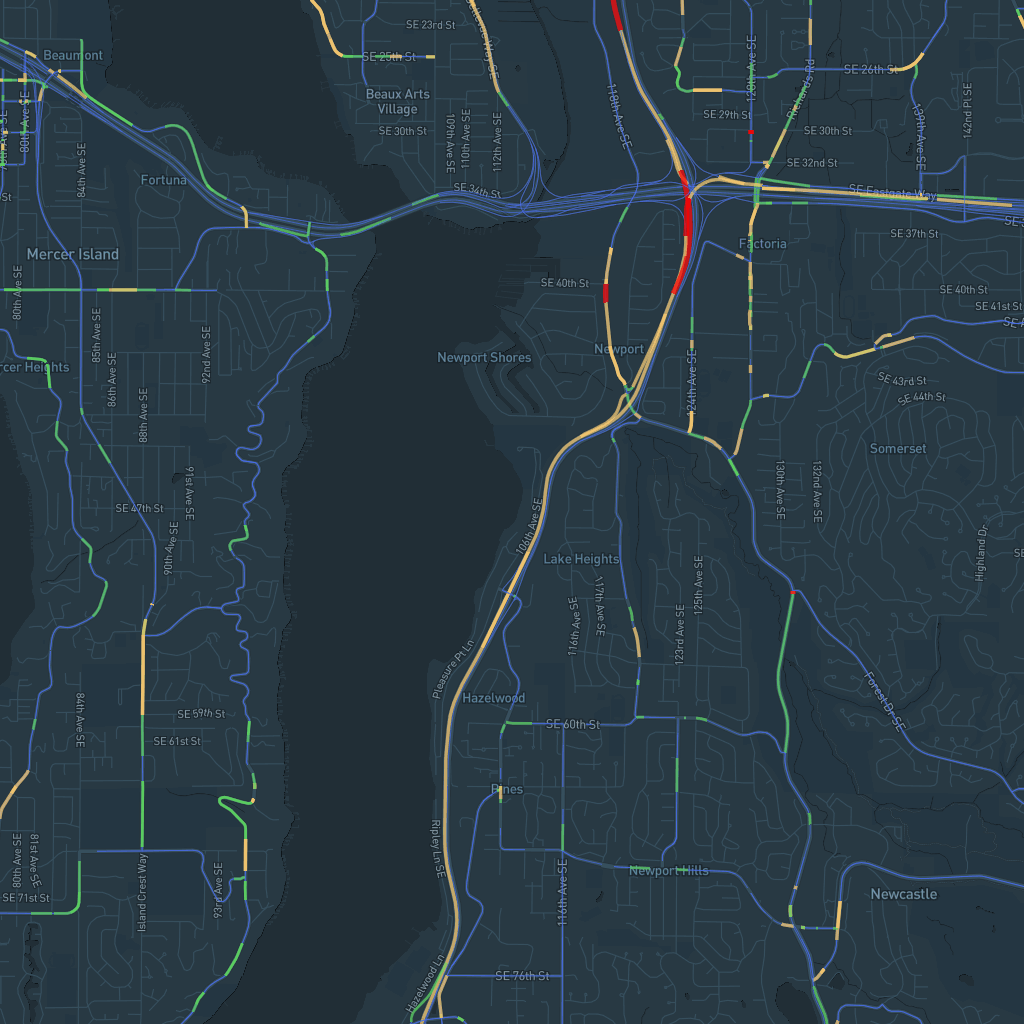 SE 23rd St
Beaumont
SE 25th St
128th Ave SE
SE 26th St
Richards Rd
Beaux Arts
Village
118th Ave SE
SE 29th St
139th Ave SE
142nd Pl SE
80th Ave SE
109th Ave SE
110th Ave SE
112th Ave SE
SE 30th St
SE 30th St
84th Ave SE
SE 32nd St
Fortuna
SE 34th St
SE Eastgate Way
SE 37th St
Factoria
Mercer Island
80th Ave SE
SE 40th St
SE 40th St
SE 41st St
85th Ave SE
92nd Ave SE
Newport
Newport Shores
86th Ave SE
124th Ave SE
SE 43rd St
SE 44th St
88th Ave SE
Somerset
91st Ave SE
130th Ave SE
132nd Ave SE
SE 47th St
90th Ave SE
106th Ave SE
Highland Dr
Lake Heights
117th Ave SE
116th Ave SE
125th Ave SE
123rd Ave SE
Pleasure Pt Ln
Hazelwood
84th Ave SE
SE 59th St
SE 60th St
Forest Dr SE
SE 61st St
Pines
80th Ave SE
81st Ave SE
Ripley Ln SE
Island Crest Way
93rd Ave SE
116th Ave SE
Newport Hills
Newcastle
SE 71st St
SE 76th St
Hazelwood Ln